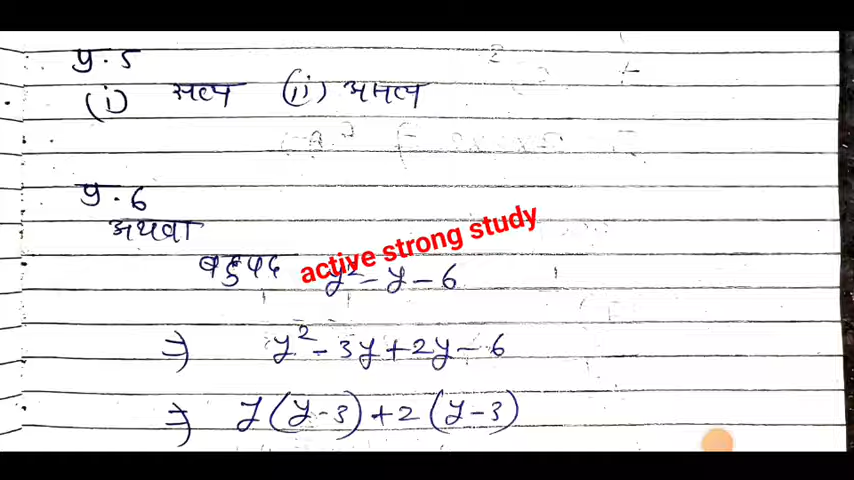 प्र.5
(i) सत्य (ii) असत्य
प्र.6
अथवा
active strong study
बहुपद y² - y - 6
⇒ y² - 3y + 2y - 6
⇒ y(y-3) + 2(y-3)